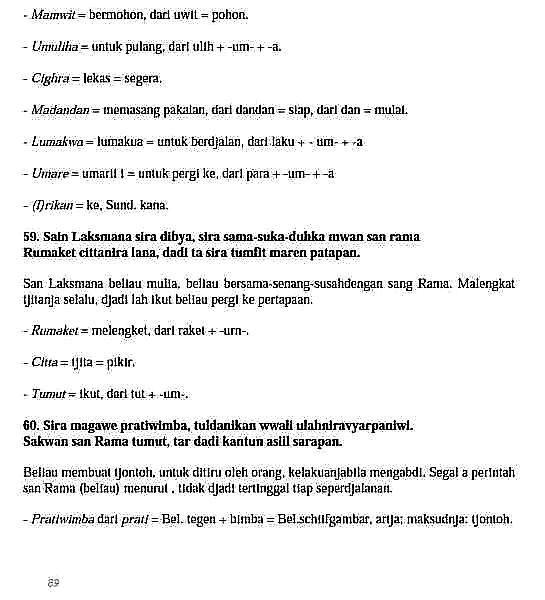 - Mamwit = bermohon, dari uwit = pohon.
- Umuliha = untuk pulang, dari ulih + -um- + -a.
- Cighra = lekas = segera.
- Madandan = memasang pakaian, dari dandan = siap, dari dan = mulai.
- Lumakwa = lumakua = untuk berdjalan, dari laku + - um- + -a
- Umare = umarii i = untuk pergi ke, dari para + -um- + -a
- (I)rikan = ke, Sund. kana.
59. Sain Laksmana sira dibya, sira sama-suka-duhka mwan san rama
Rumaket cittanira lana, dadi ta sira tumfit maren patapan.
San Laksmana beliau mulia, beliau bersama-senang-susahdengan sang Rama. Malengkat
tjitanja selalu, djadi lah ikut beliau pergi ke pertapaan.
- Rumaket = melengket, dari raket + -urn-.
- Citta = tjita = pikir.
- Tumut = ikut, dari tut + -um-.
60. Sira magawe pratiwimba, tuldanikan wwali ulahniravyarpaniwi.
Sakwan san Rama tumut, tar dadi kantun asiil sarapan.
Beliau membuat tjontoh, untuk ditiru oleh orang, kelakuanjabila mengabdi. Segal a perintah
san Rama (beliau) menurut , tidak djadi tertinggal tiap seperdjalanan.
- Pratiwimba dari prati = Bel. tegen + bimba = Bel.schiifgambar, artja; maksudnja: tjontoh.
89